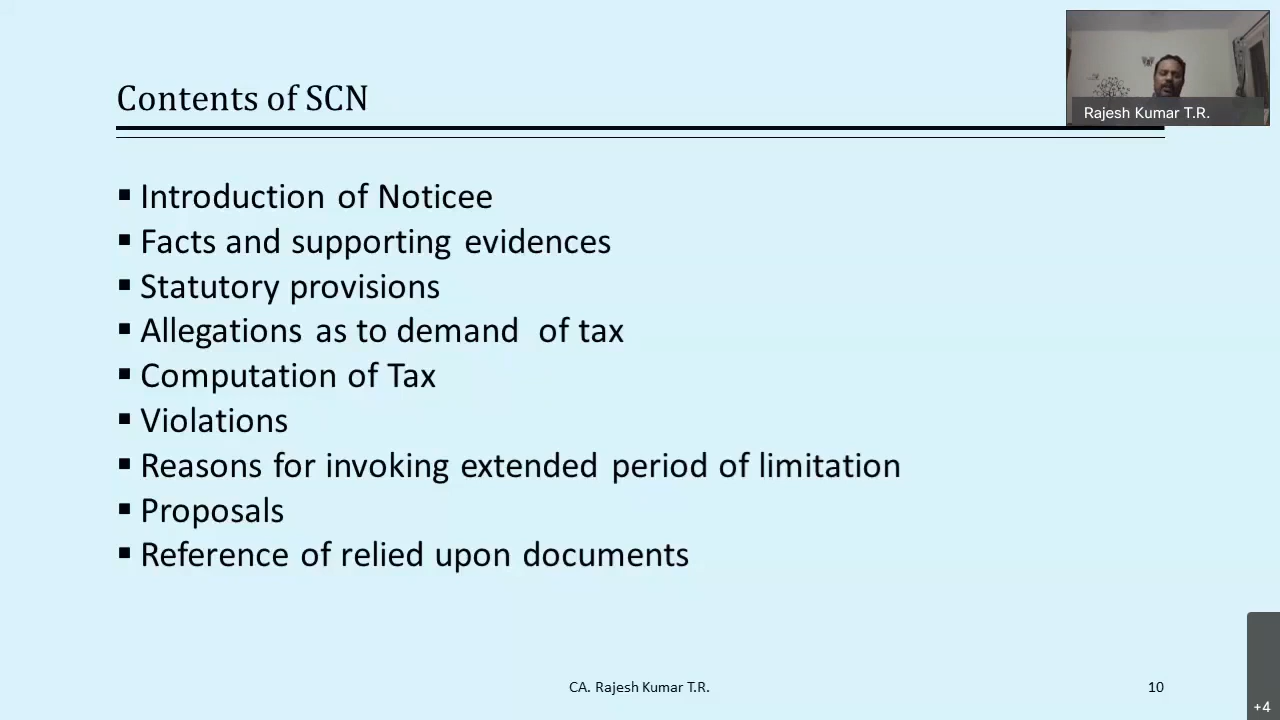 Contents of SCN
Rajesh Kumar T.R.
▪ Introduction of Noticee
▪ Facts and supporting evidences
▪ Statutory provisions
▪ Allegations as to demand of tax
▪ Computation of Tax
▪ Violations
▪ Reasons for invoking extended period of limitation
▪ Proposals
▪ Reference of relied upon documents
CA. Rajesh Kumar T.R.
10
+4